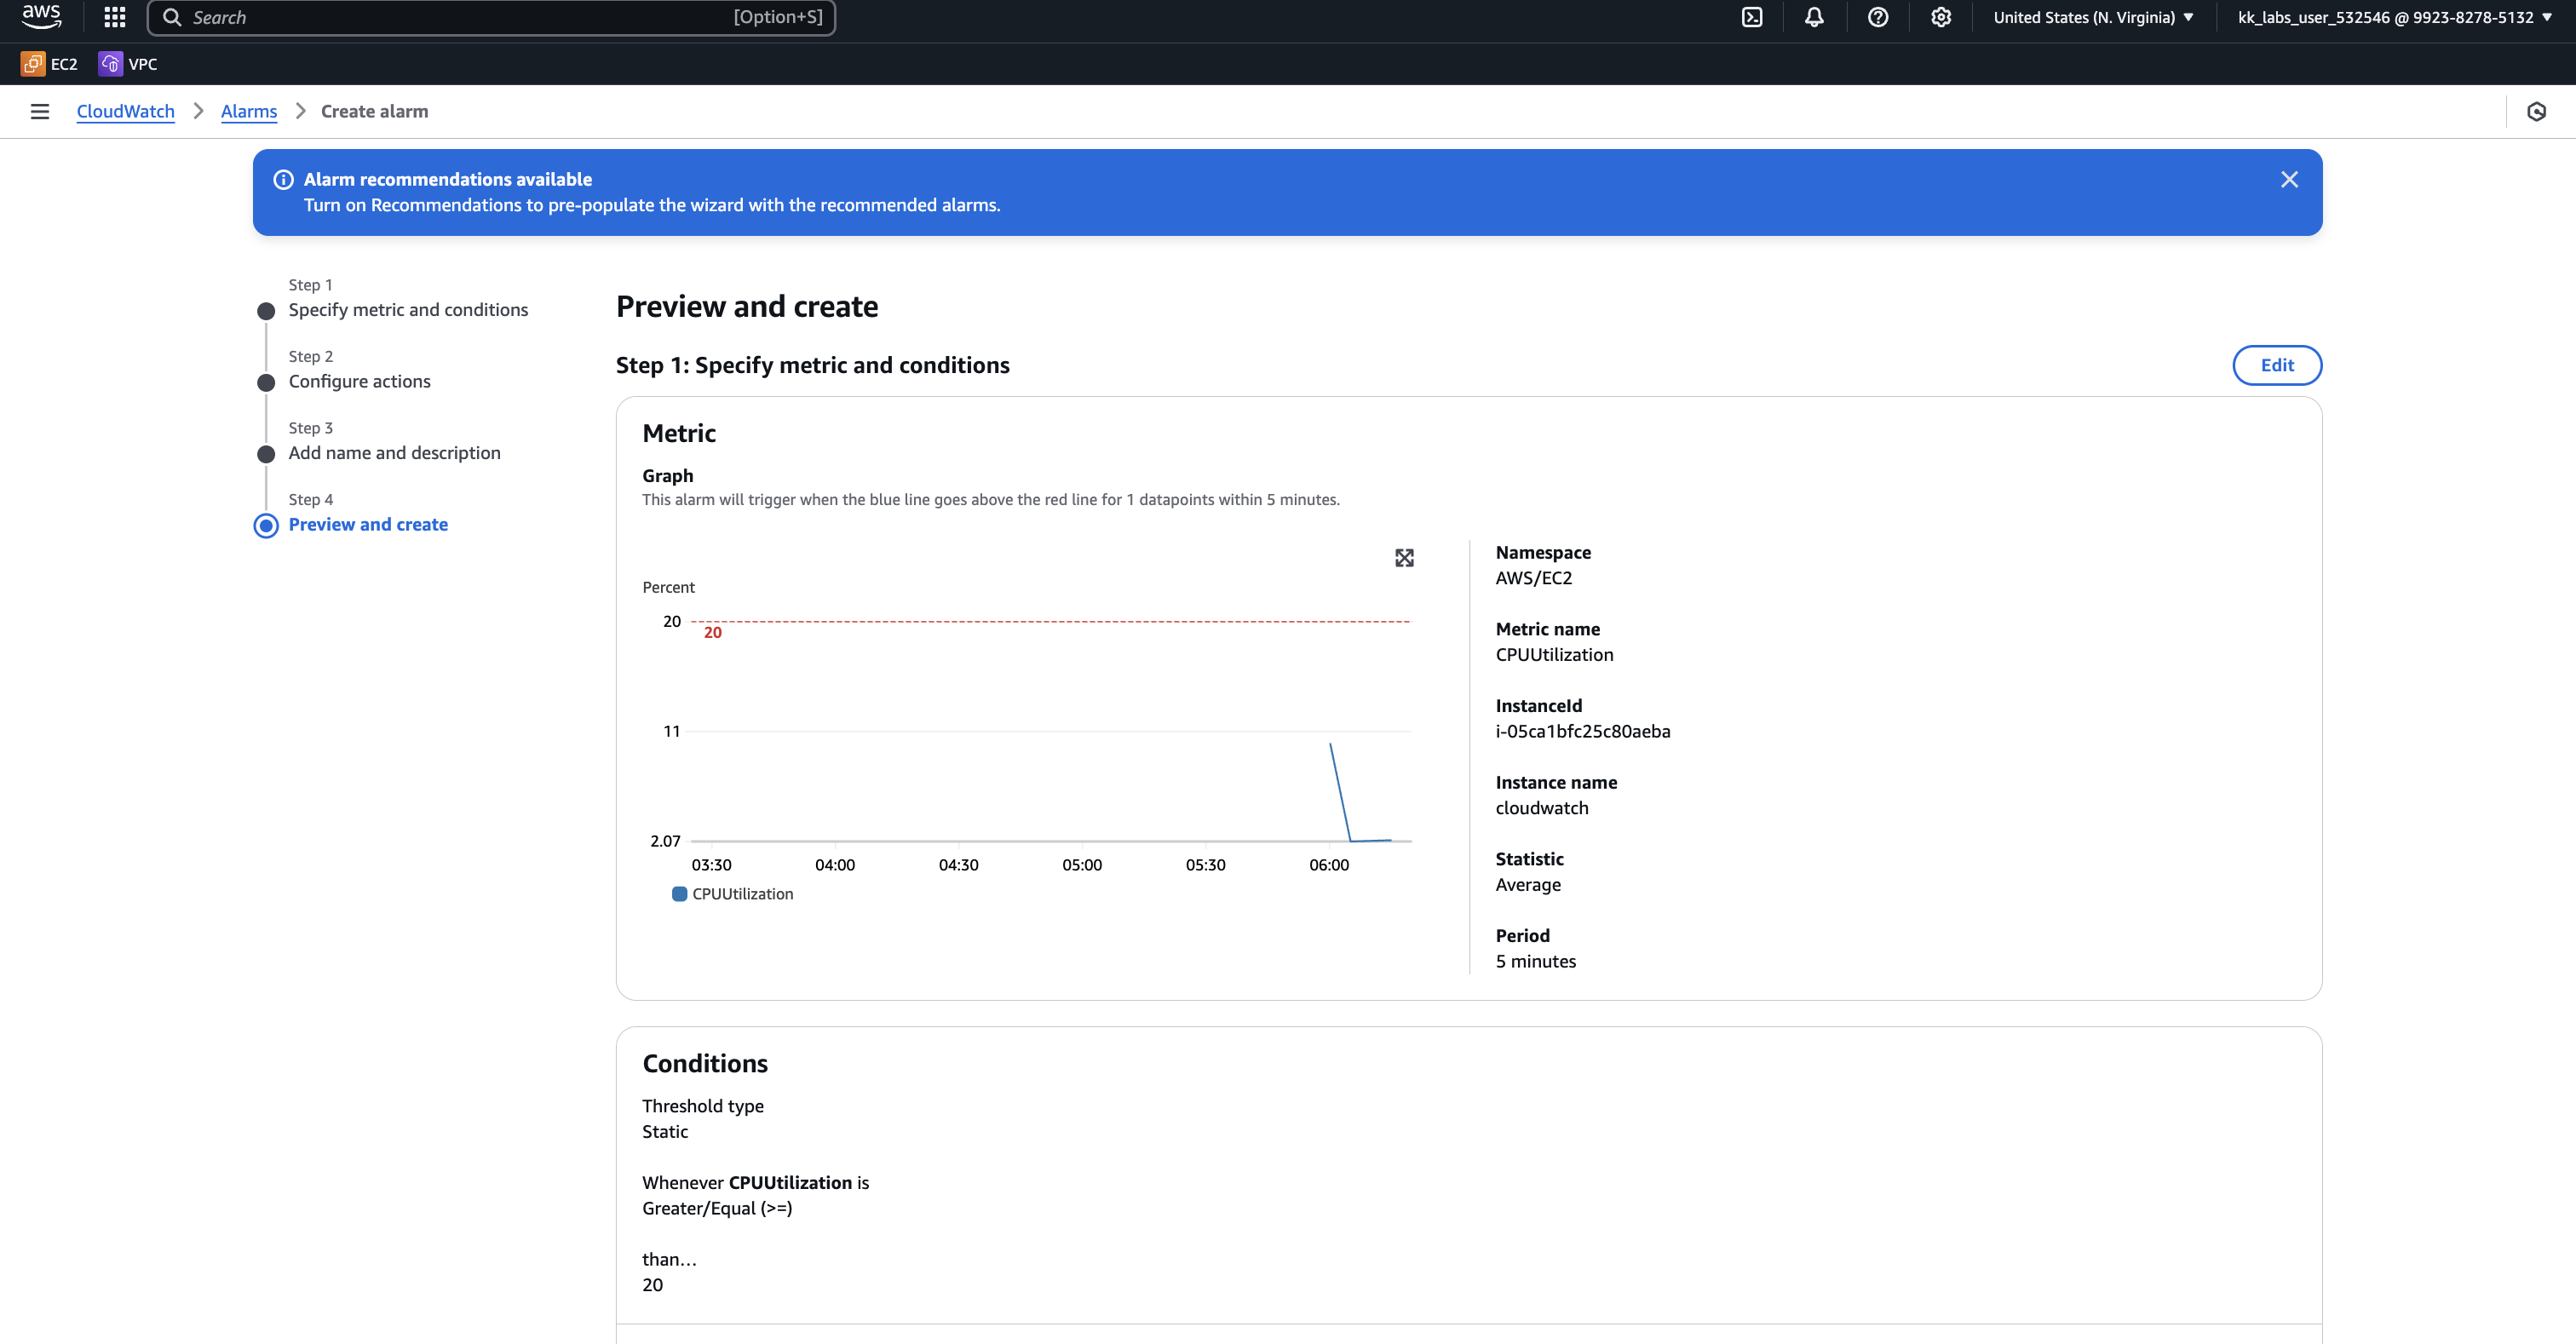 aws
Search
[Option+S]
United States (N. Virginia)
kk_labs_user_532546 @ 9923-8278-5132
EC2
VPC
CloudWatch
Alarms
Create alarm
Alarm recommendations available
Turn on Recommendations to pre-populate the wizard with the recommended alarms.
Step 1
Specify metric and conditions
Step 2
Configure actions
Step 3
Add name and description
Step 4
Preview and create
Preview and create
Step 1: Specify metric and conditions
Edit
Metric
Graph
This alarm will trigger when the blue line goes above the red line for 1 datapoints within 5 minutes.
Percent
20
20
11
2.07
03:30
04:00
04:30
05:00
05:30
06:00
CPUUtilization
Namespace
AWS/EC2
Metric name
CPUUtilization
InstanceId
i-05ca1bfc25c80aeba
Instance name
cloudwatch
Statistic
Average
Period
5 minutes
Conditions
Threshold type
Static
Whenever CPUUtilization is
Greater/Equal (>=)
than…
20